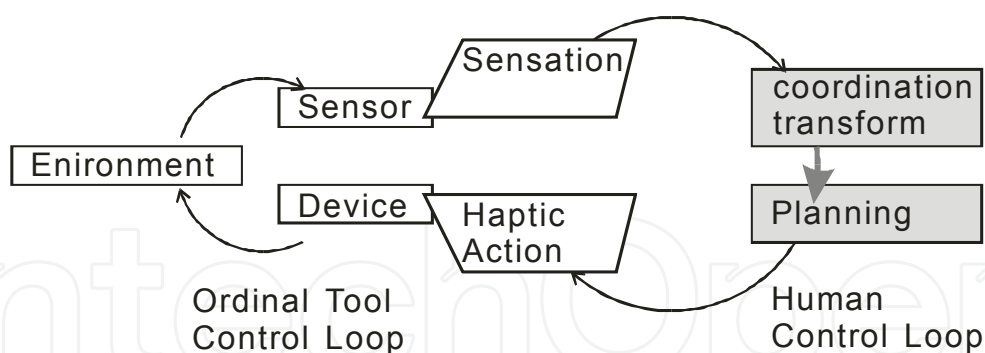 Sensation
Sensor
coordination
transform
Enironment
Device
Haptic
Action
Planning
Ordinal Tool
Control Loop
Human
Control Loop